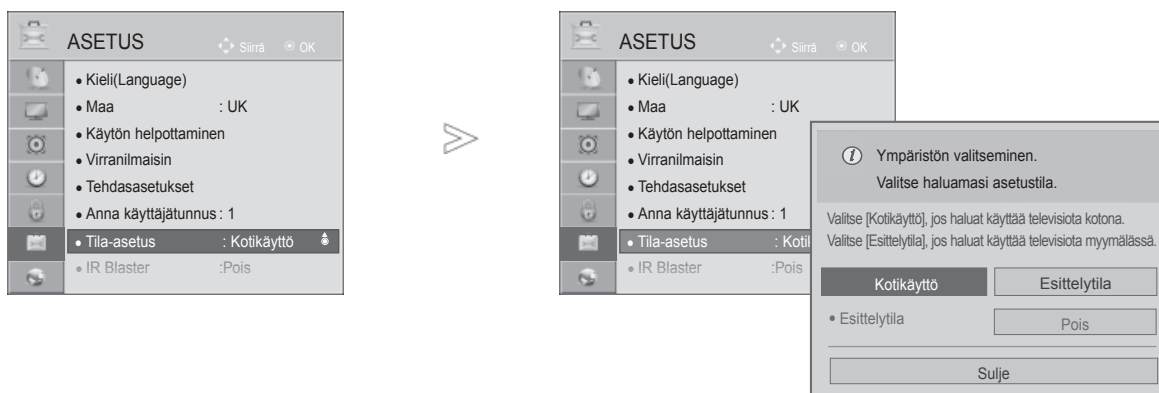 ASETUS
Siirrä OK
• Kieli(Language)
• Maa : UK
• Käytön helpottaminen
• Virranilmaisin
• Tehdasasetukset
• Anna käyttäjätunnus : 1
• Tila-asetus : Kotikäyttö
• IR Blaster :Pois
ASETUS
Siirrä OK
• Kieli(Language)
• Maa : UK
• Käytön helpottaminen
• Virranilmaisin
• Tehdasasetukset
• Anna käyttäjätunnus : 1
• Tila-asetus : Koti
• IR Blaster :Pois
Ympäristön valitseminen.
Valitse haluamasi asetustila.
Valitse [Kotikäyttö], jos haluat käyttää televisiota kotona.
Valitse [Esittelytila], jos haluat käyttää televisiota myymälässä.
Kotikäyttö Esittelytila
• Esittelytila Pois
Sulje